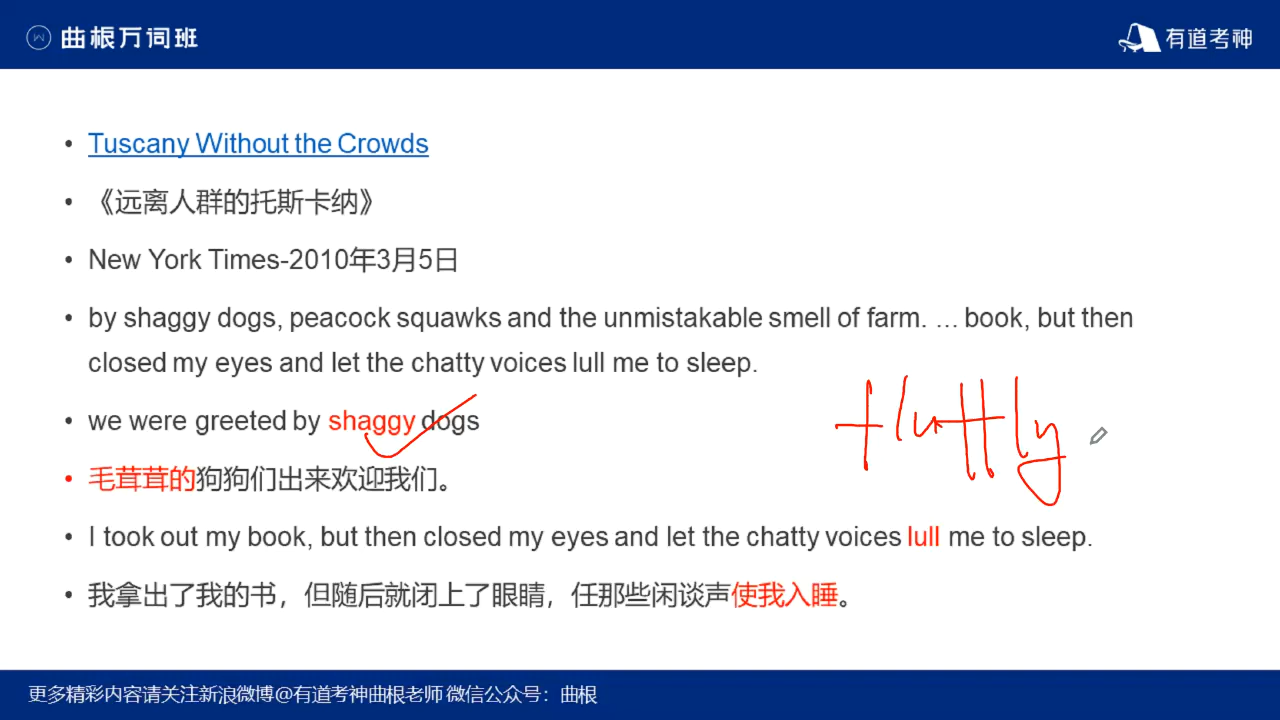 曲根万词班
有道考神
Tuscany Without the Crowds
《远离人群的托斯卡纳》
New York Times-2010年3月5日
by shaggy dogs, peacock squawks and the unmistakable smell of farm. ... book, but then
closed my eyes and let the chatty voices lull me to sleep.
we were greeted by shaggy dogs
fluffy
毛茸茸的狗狗们出来欢迎我们。
I took out my book, but then closed my eyes and let the chatty voices lull me to sleep.
我拿出了我的书，但随后就闭上了眼睛，任那些闲谈声使我入睡。
更多精彩内容请关注新浪微博@有道考神曲根老师 微信公众号：曲根